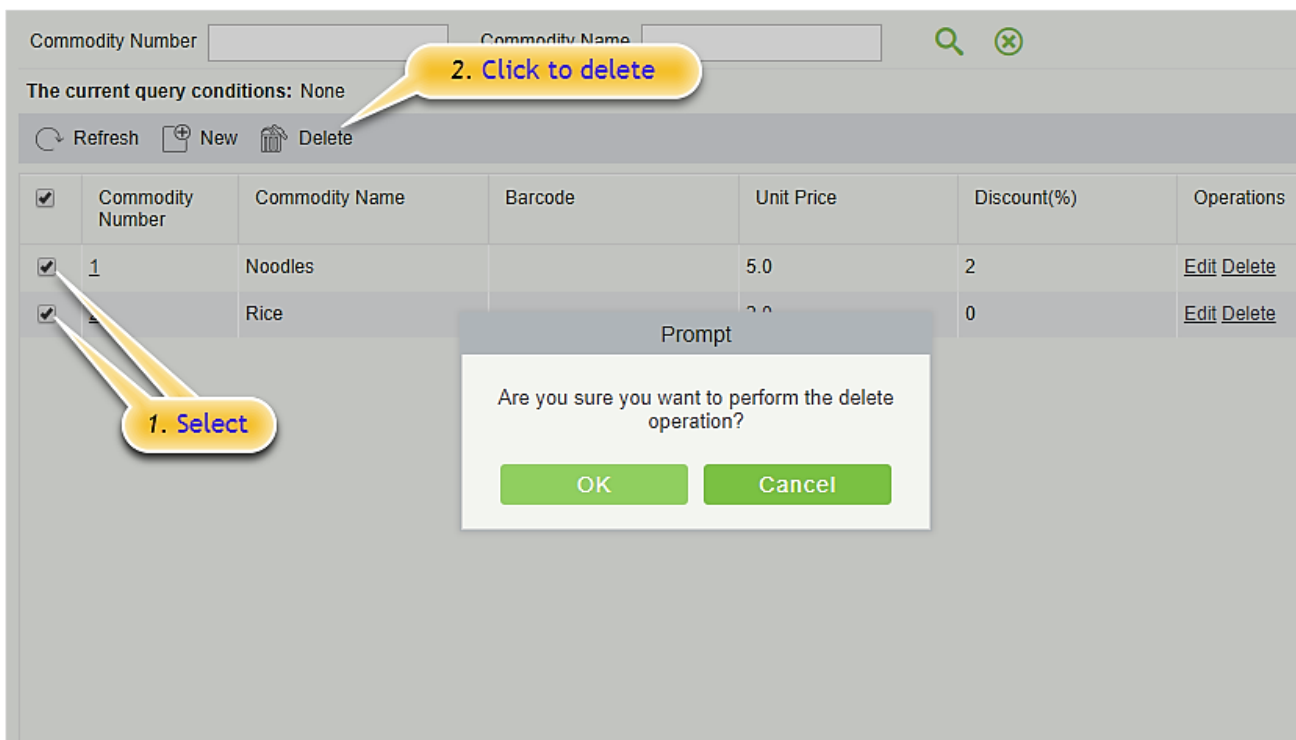 Commodity Number Commodity Name
2. Click to delete
The current query conditions: None
Refresh New Delete
Commodity Number Commodity Name Barcode Unit Price Discount(%) Operations
1 Noodles 5.0 2 Edit Delete
Rice 0 Edit Delete
Prompt
Are you sure you want to perform the delete
operation?
1. Select
OK Cancel